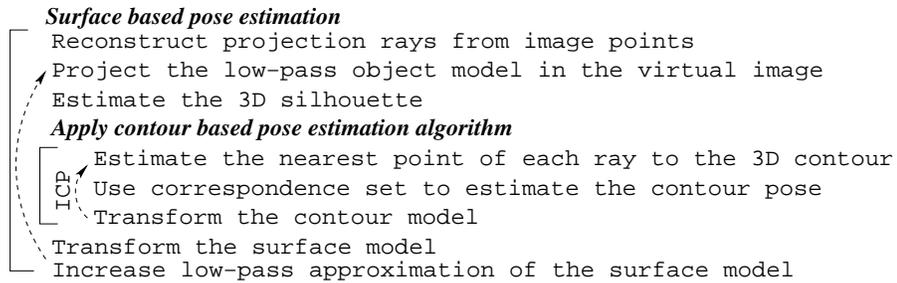 Surface based pose estimation
Reconstruct projection rays from image points
Project the low-pass object model in the virtual image
Estimate the 3D silhouette
Apply contour based pose estimation algorithm
ICP
Estimate the nearest point of each ray to the 3D contour
Use correspondence set to estimate the contour pose
Transform the contour model
Transform the surface model
Increase low-pass approximation of the surface model